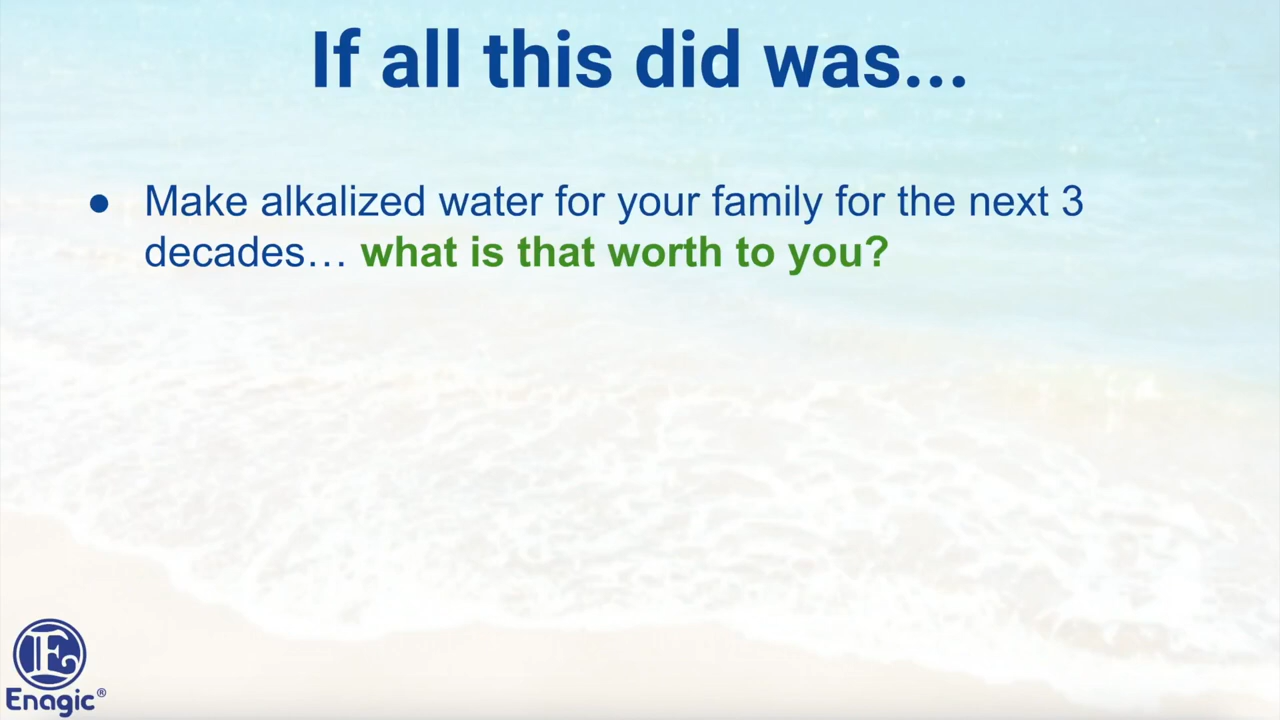 If all this did was...
● Make alkalized water for your family for the next 3
decades… what is that worth to you?
E
Enagic®